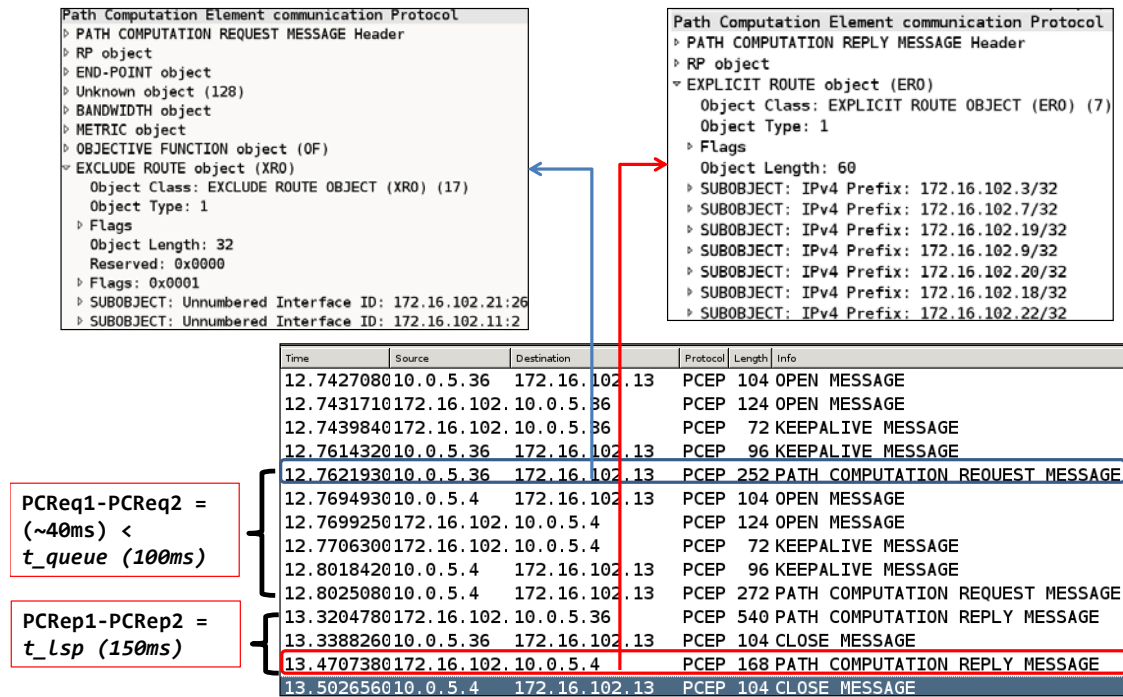 Path Computation Element communication Protocol
PATH COMPUTATION REQUEST MESSAGE Header
RP object
END-POINT object
Unknown object (128)
BANDWIDTH object
METRIC object
OBJECTIVE FUNCTION object (OF)
EXCLUDE ROUTE object (XRO)
Object Class: EXCLUDE ROUTE OBJECT (XRO) (17)
Object Type: 1
Flags
Object Length: 32
Reserved: 0x0000
Flags: 0x0001
SUBOBJECT: Unnumbered Interface ID: 172.16.102.21:26
SUBOBJECT: Unnumbered Interface ID: 172.16.102.11:2
Path Computation Element communication Protocol
PATH COMPUTATION REPLY MESSAGE Header
RP object
EXPLICIT ROUTE object (ERO)
Object Class: EXPLICIT ROUTE OBJECT (ERO) (7)
Object Type: 1
Flags
Object Length: 60
SUBOBJECT: IPv4 Prefix: 172.16.102.3/32
SUBOBJECT: IPv4 Prefix: 172.16.102.7/32
SUBOBJECT: IPv4 Prefix: 172.16.102.19/32
SUBOBJECT: IPv4 Prefix: 172.16.102.9/32
SUBOBJECT: IPv4 Prefix: 172.16.102.20/32
SUBOBJECT: IPv4 Prefix: 172.16.102.18/32
SUBOBJECT: IPv4 Prefix: 172.16.102.22/32
Time Source Destination Protocol Length Info
12.7427080 10.0.5.36 172.16.102.13 PCEP 104 OPEN MESSAGE
12.7431710 172.16.102. 10.0.5.36 PCEP 124 OPEN MESSAGE
12.7439840 172.16.102. 10.0.5.36 PCEP 72 KEEPALIVE MESSAGE
12.7614320 10.0.5.36 172.16.102.13 PCEP 96 KEEPALIVE MESSAGE
12.7621930 10.0.5.36 172.16.102.13 PCEP 252 PATH COMPUTATION REQUEST MESSAGE
12.7694930 10.0.5.4 172.16.102.13 PCEP 104 OPEN MESSAGE
12.7699250 172.16.102. 10.0.5.4 PCEP 124 OPEN MESSAGE
12.7706300 172.16.102. 10.0.5.4 PCEP 72 KEEPALIVE MESSAGE
12.8018420 10.0.5.4 172.16.102.13 PCEP 96 KEEPALIVE MESSAGE
12.8025080 10.0.5.4 172.16.102.13 PCEP 272 PATH COMPUTATION REQUEST MESSAGE
13.3204780 172.16.102. 10.0.5.36 PCEP 540 PATH COMPUTATION REPLY MESSAGE
13.3388260 10.0.5.36 172.16.102.13 PCEP 104 CLOSE MESSAGE
13.4707380 172.16.102. 10.0.5.4 PCEP 168 PATH COMPUTATION REPLY MESSAGE
13.5026560 10.0.5.4 172.16.102.13 PCEP 104 CLOSE MESSAGE
PCReq1-PCReq2 =
(~40ms) <
t_queue (100ms)
PCRep1-PCRep2 =
t_lsp (150ms)